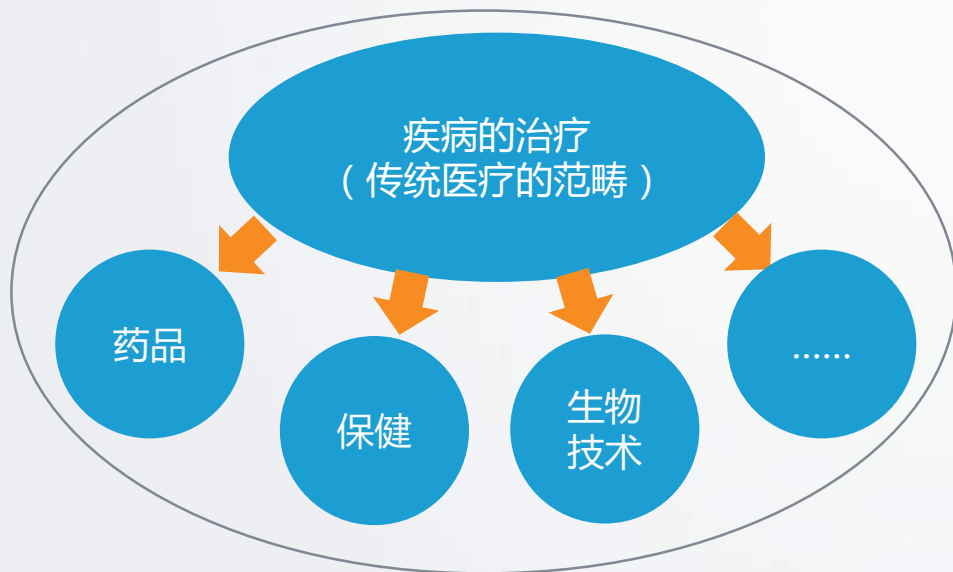 疾病的治疗
（传统医疗的范畴）
药品
保健
生物
技术
......